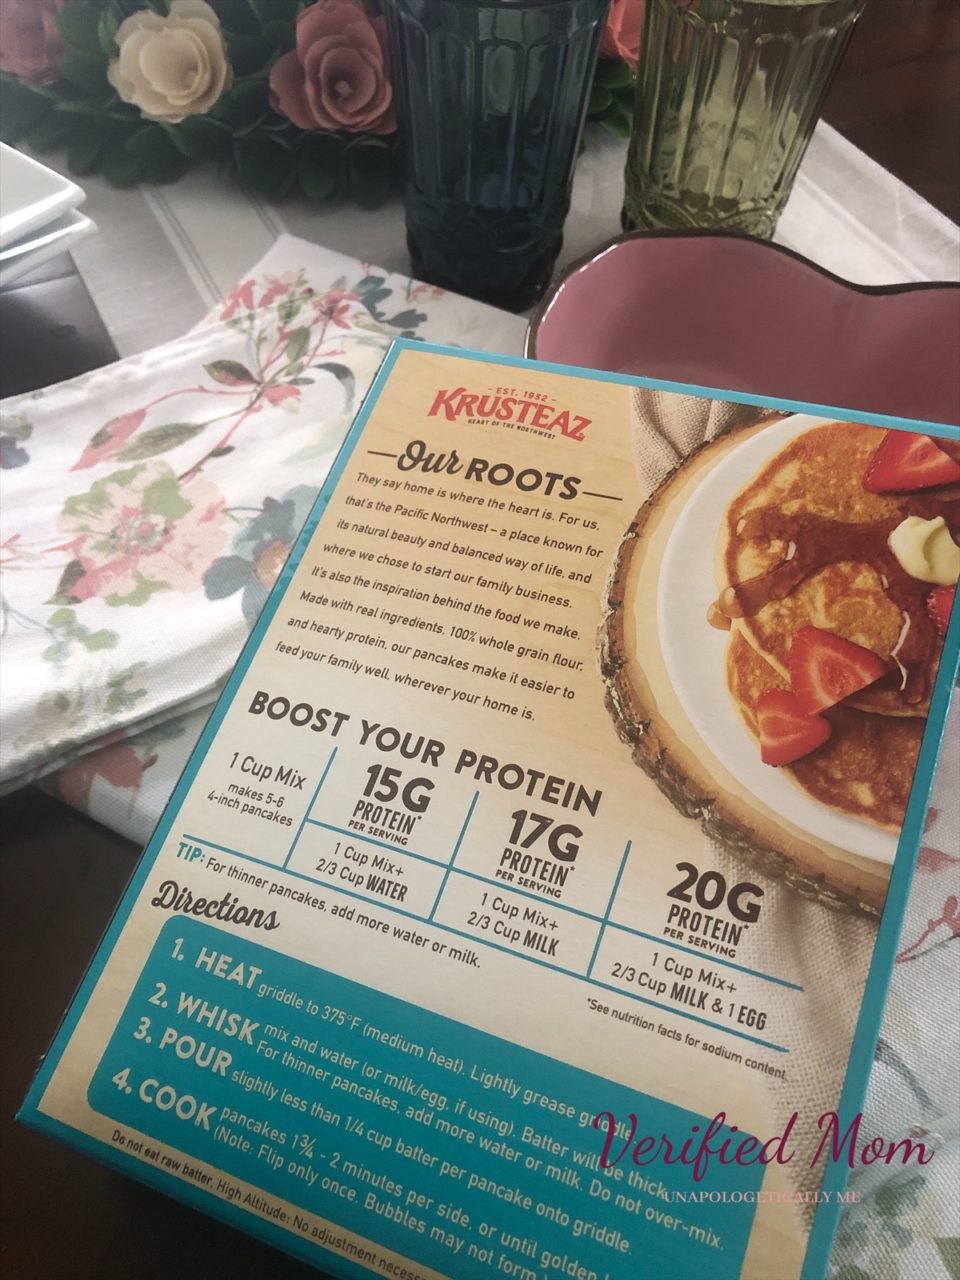 - EST. 1932 -
KRUSTEAZ
HEART OF THE NORTHWEST
Our ROOTS
They say home is where the heart is. For us,
that's the Pacific Northwest – a place known for
its natural beauty and balanced way of life, and
where we chose to start our family business.
It's also the inspiration behind the food we make.
Made with real ingredients, 100% whole grain flour,
and hearty protein, our pancakes make it easier to
feed your family well, wherever your home is.
BOOST YOUR PROTEIN
1 Cup Mix
makes 5-6
4-inch pancakes
15G
PROTEIN*
PER SERVING
1 Cup Mix+
2/3 Cup WATER
17G
PROTEIN*
PER SERVING
1 Cup Mix+
2/3 Cup MILK
20G
PROTEIN*
PER SERVING
1 Cup Mix+
2/3 Cup MILK & 1 EGG
*See nutrition facts for sodium content.
TIP: For thinner pancakes, add more water or milk.
Directions
1. HEAT griddle to 375°F (medium heat). Lightly grease griddle.
2. WHISK mix and water (or milk/egg, if using). Batter will be thick.
For thinner pancakes, add more water or milk. Do not over-mix.
3. POUR slightly less than 1/4 cup batter per pancake onto griddle.
4. COOK pancakes 1¾ - 2 minutes per side, or until golden
(Note: Flip only once. Bubbles may not form
Do not eat raw batter. High Altitude: No adjustment
Verified Mom
UNAPOLOGETICALLY ME